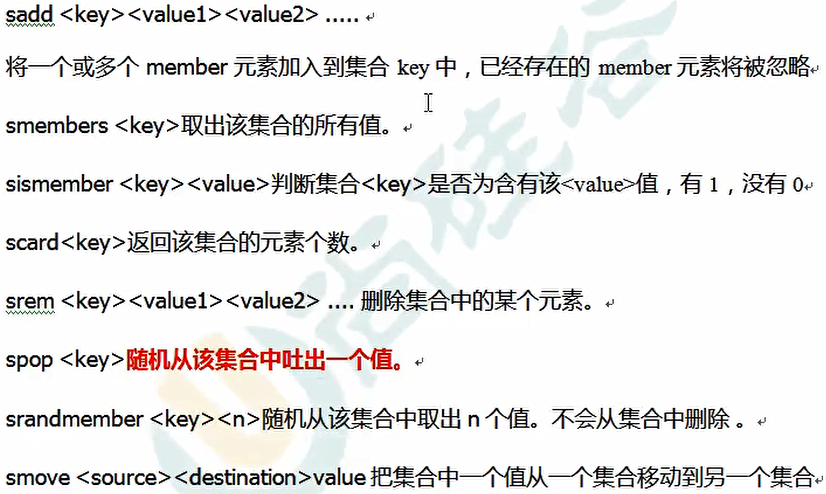 sadd <key><value1><value2> .....
将一个或多个 member 元素加入到集合 key 中，已经存在的 member 元素将被忽略
smembers <key>取出该集合的所有值。
sismember <key><value>判断集合<key>是否为含有该<value>值，有 1，没有 0
scard<key>返回该集合的元素个数。
srem <key><value1><value2> .... 删除集合中的某个元素。
spop <key>随机从该集合中吐出一个值。
srandmember <key><n>随机从该集合中取出 n 个值。不会从集合中删除 。
smove <source><destination>value 把集合中一个值从一个集合移动到另一个集合
尚硅谷